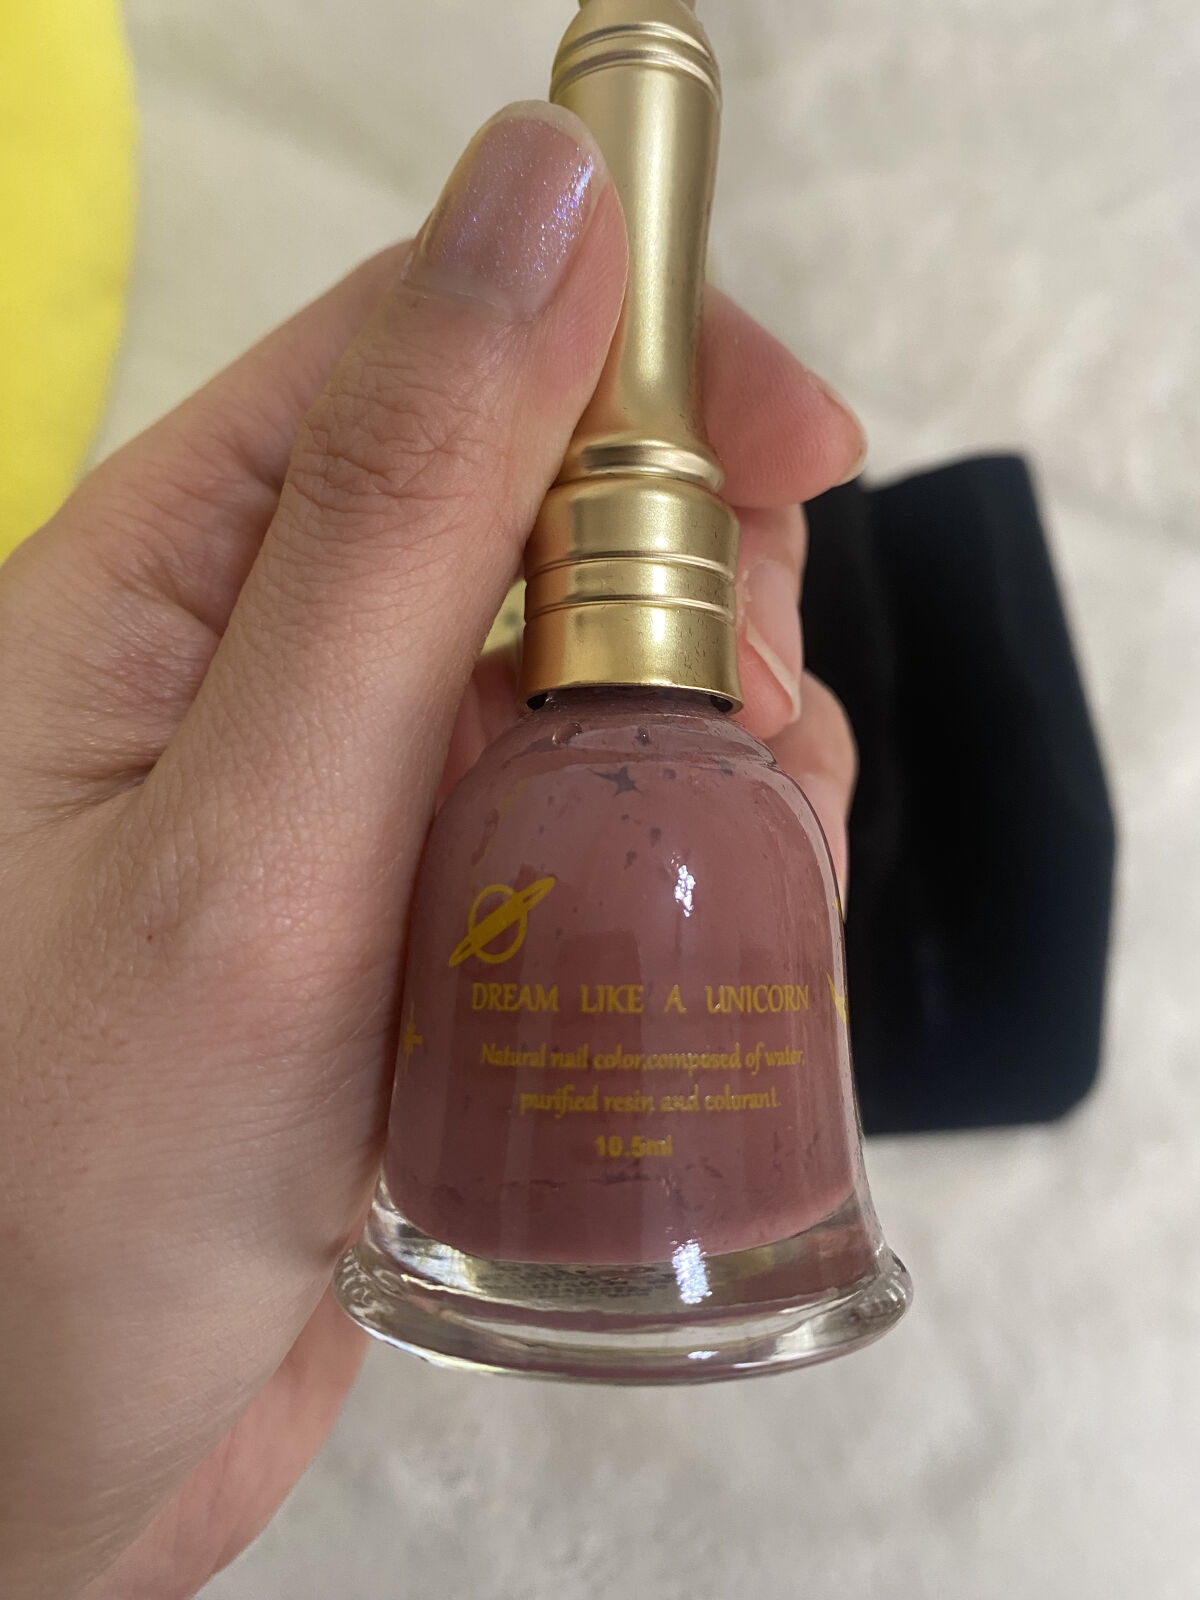 DREAM LIKE A UNICORN
Natural nail color,composed of water,
purified resin and colorant.
10.5ml